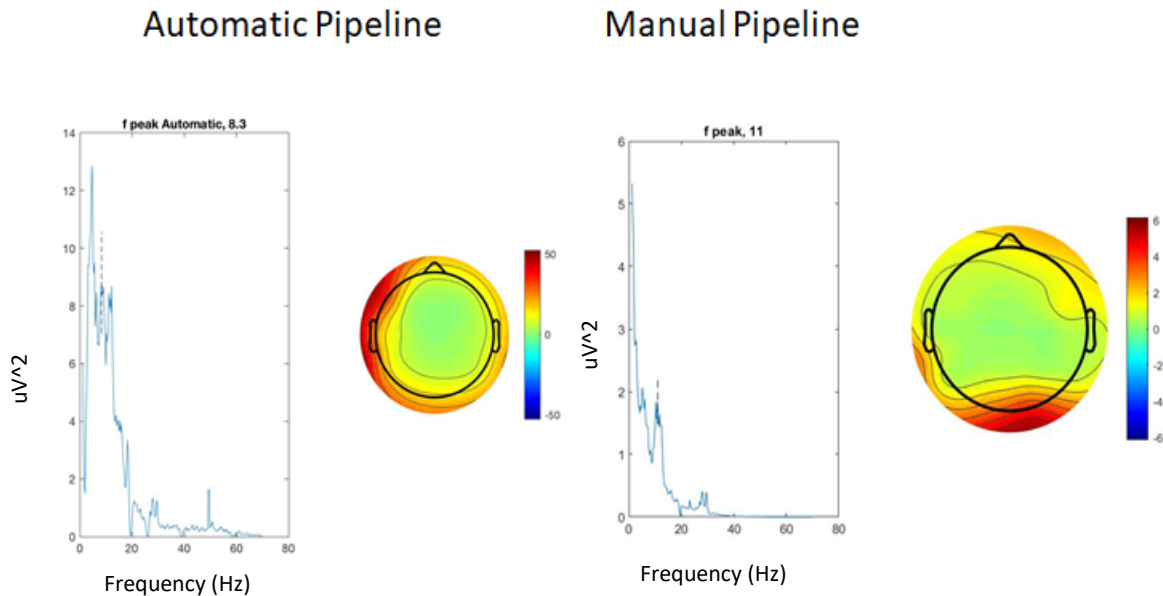 Automatic Pipeline
Manual Pipeline
f peak Automatic, 8.3
14
12
10
8
6
4
2
0
0 20 40 60 80
uV^2
Frequency (Hz)
50
0
-50
f peak, 11
6
5
4
3
2
1
0
0 20 40 60 80
uV^2
Frequency (Hz)
6
4
2
0
-2
-4
-6